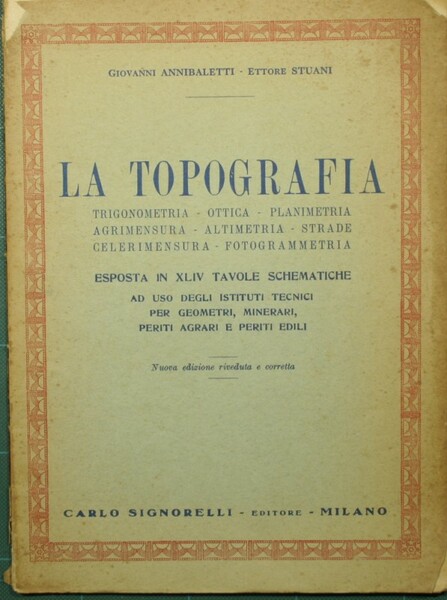 GIOVANNI ANNIBALETTI - ETTORE STUANI
LA TOPOGRAFIA
TRIGONOMETRIA - OTTICA - PLANIMETRIA
AGRIMENSURA - ALTIMETRIA - STRADE
CELERIMENSURA - FOTOGRAMMETRIA
ESPOSTA IN XLIV TAVOLE SCHEMATICHE
AD USO DEGLI ISTITUTI TECNICI
PER GEOMETRI, MINERARI,
PERITI AGRARI E PERITI EDILI
Nuova edizione riveduta e corretta
CARLO SIGNORELLI - EDITORE - MILANO